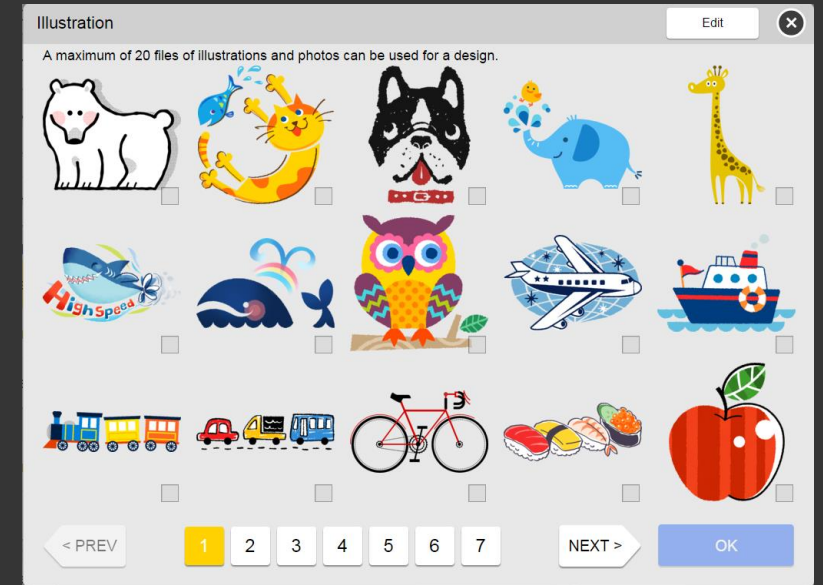 Illustration
Edit
A maximum of 20 files of illustrations and photos can be used for a design.
High Speed
< PREV
1
2
3
4
5
6
7
NEXT >
OK